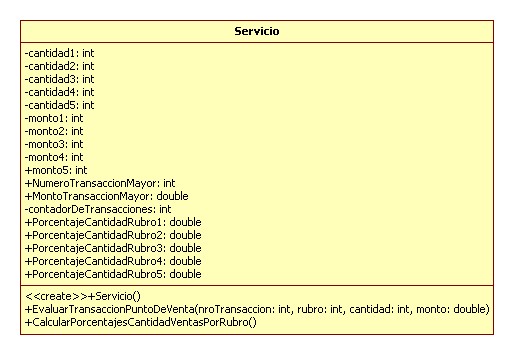 Servicio
-cantidad1: int
-cantidad2: int
-cantidad3: int
-cantidad4: int
-cantidad5: int
-monto1: int
-monto2: int
-monto3: int
-monto4: int
+monto5: int
+NumeroTransaccionMayor: int
+MontoTransaccionMayor: double
-contadorDeTransacciones: int
+PorcentajeCantidadRubro1: double
+PorcentajeCantidadRubro2: double
+PorcentajeCantidadRubro3: double
+PorcentajeCantidadRubro4: double
+PorcentajeCantidadRubro5: double
<<create>>+Servicio()
+EvaluarTransaccionPuntoDeVenta(nroTransaccion: int, rubro: int, cantidad: int, monto: double)
+CalcularPorcentajesCantidadVentasPorRubro()